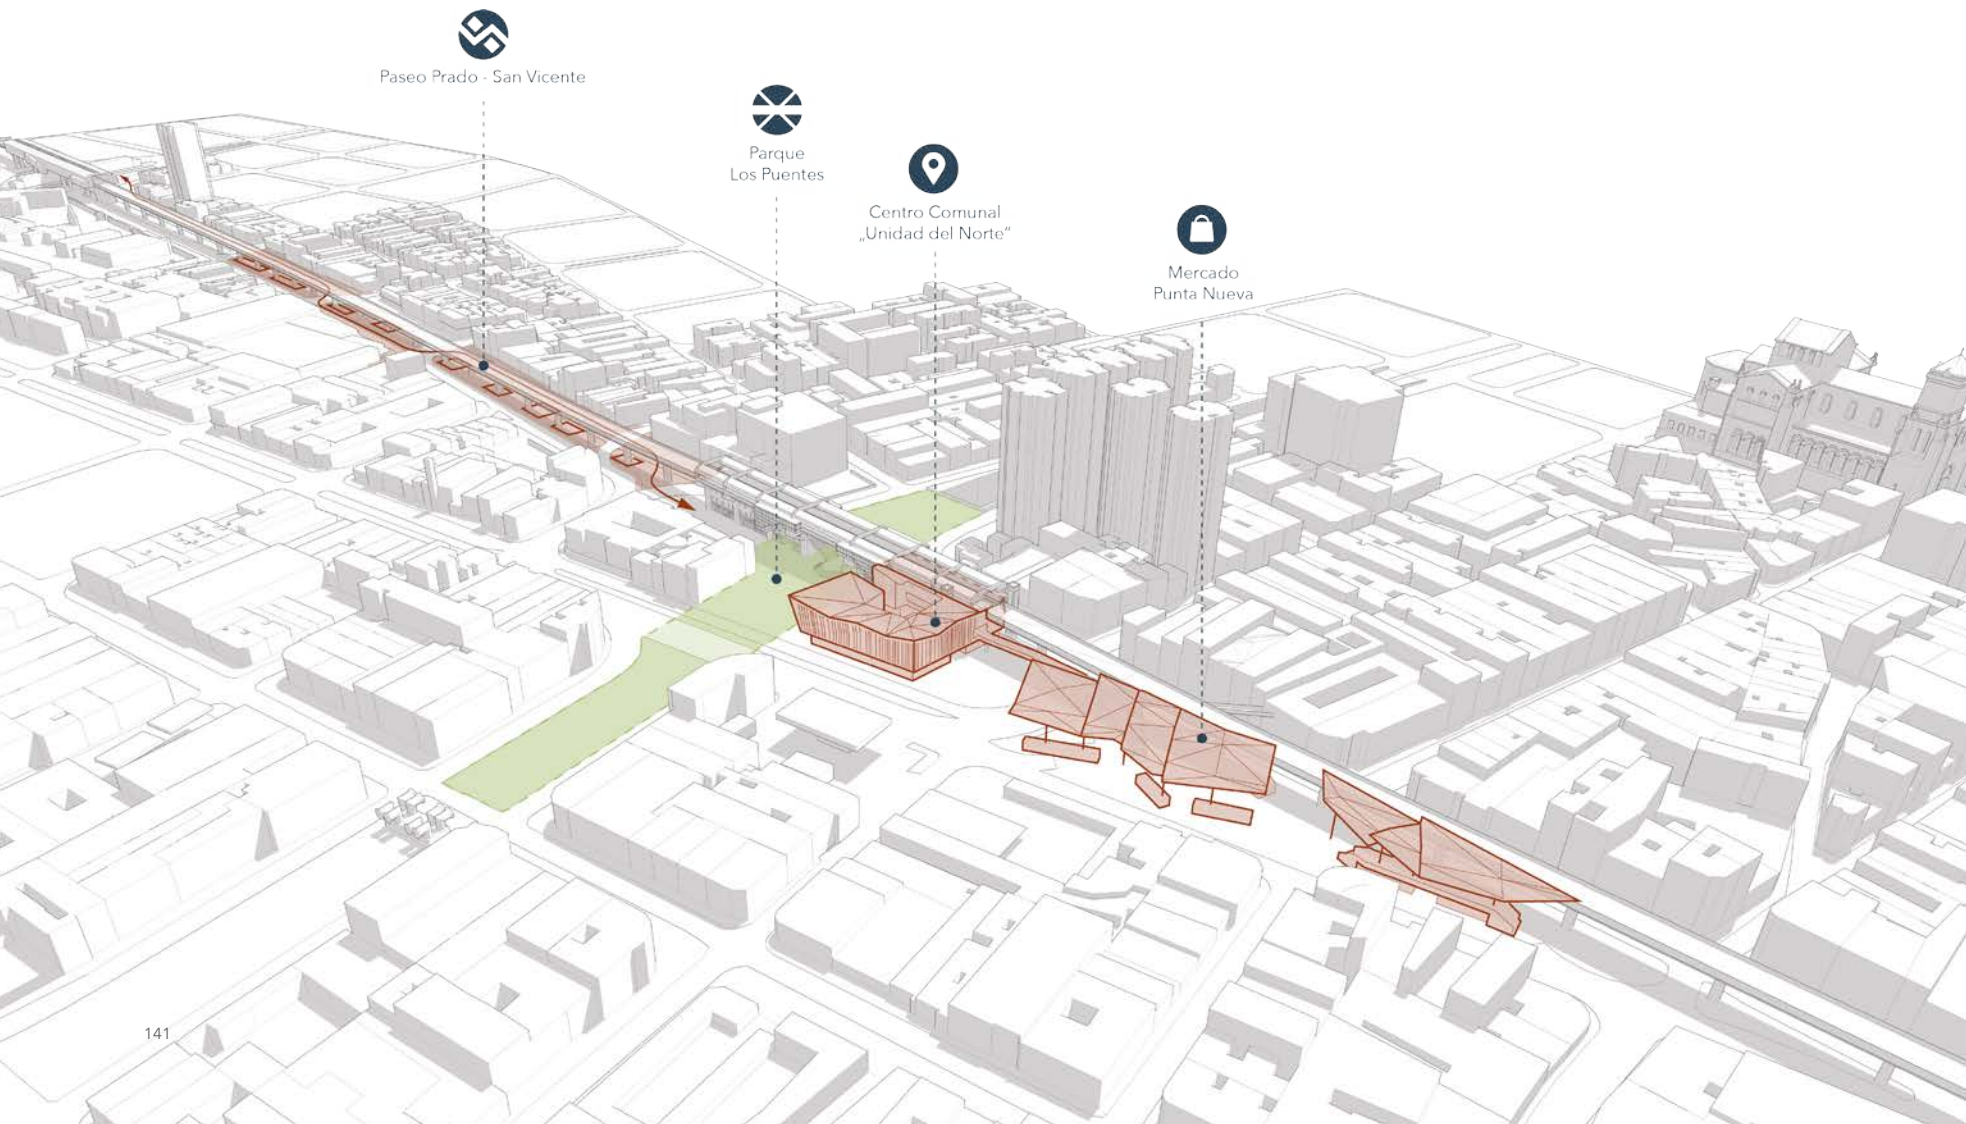 Paseo Prado - San Vicente
Parque
Los Puentes
Centro Comunal
„Unidad del Norte“
Mercado
Punta Nueva
141